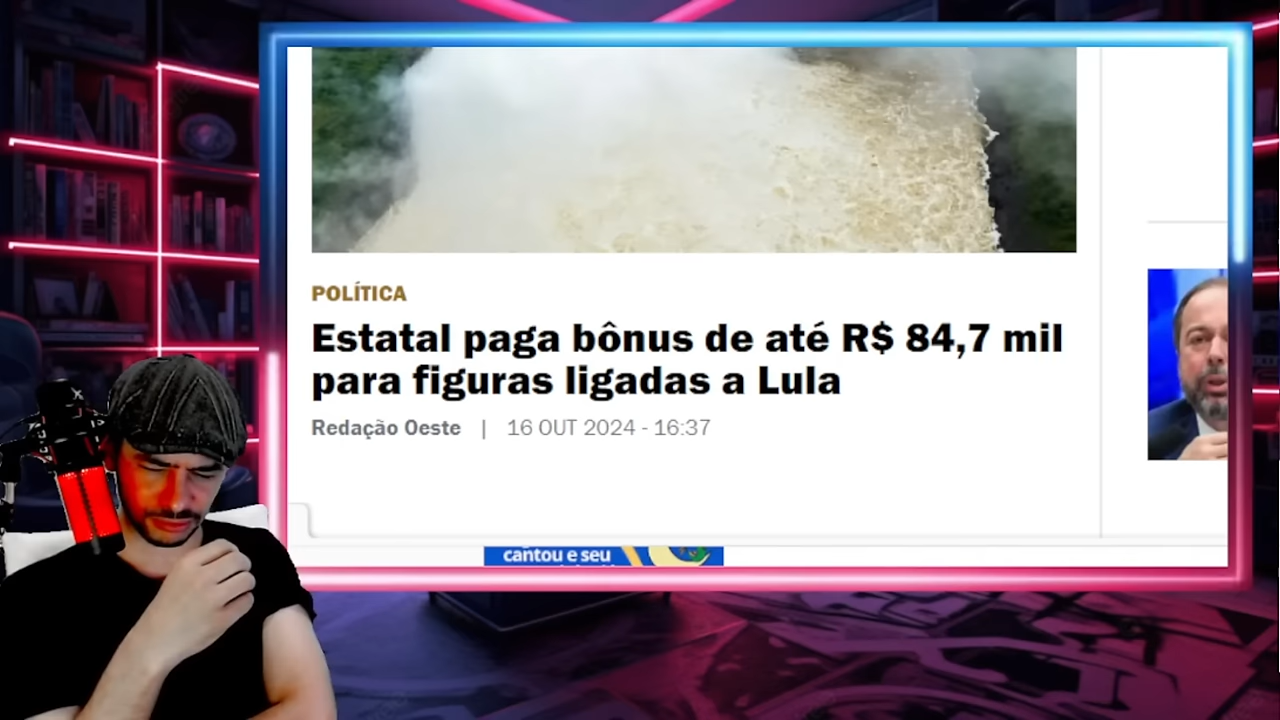 POLÍTICA
Estatal paga bônus de até R$ 84,7 mil
para figuras ligadas a Lula
Redação Oeste | 16 OUT 2024 - 16:37
cantou e seu